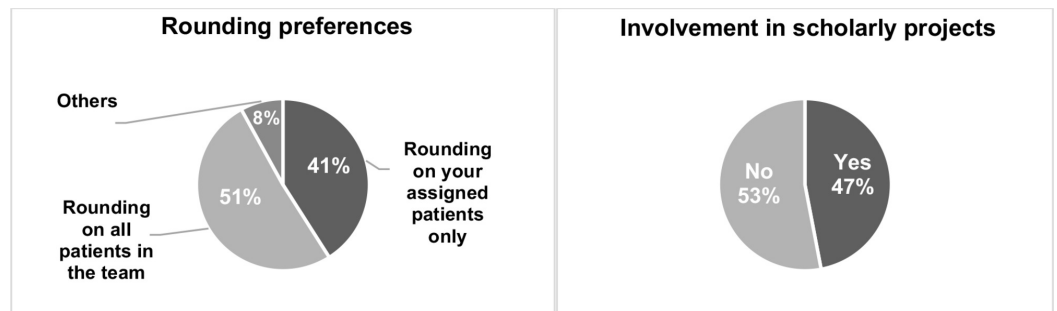 Rounding preferences
Others
8%
41%
Rounding
on your
assigned
patients
only
51%
Rounding
on all
patients in
the team
Involvement in scholarly projects
No
53%
Yes
47%